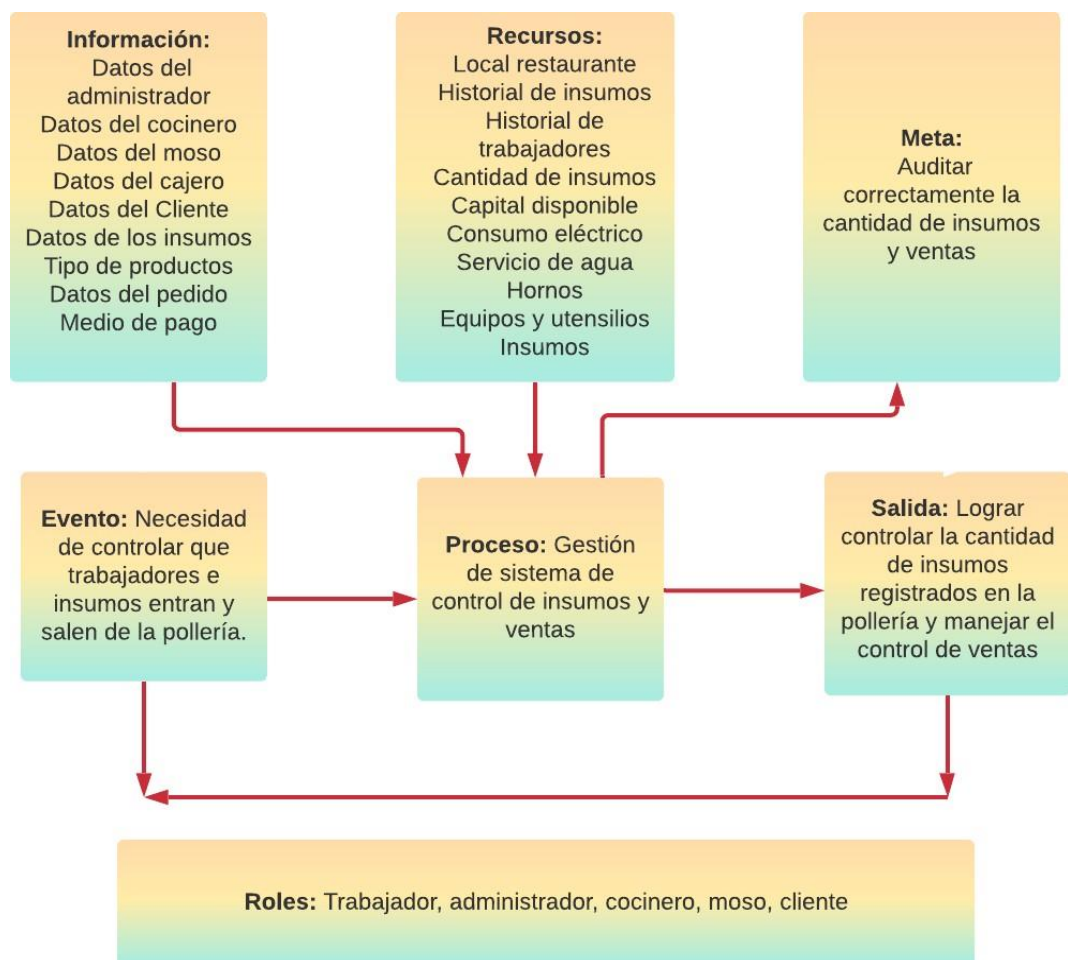 Información:
Datos del
administrador
Datos del cocinero
Datos del moso
Datos del cajero
Datos del Cliente
Datos de los insumos
Tipo de productos
Datos del pedido
Medio de pago
Recursos:
Local restaurante
Historial de insumos
Historial de
trabajadores
Cantidad de insumos
Capital disponible
Consumo eléctrico
Servicio de agua
Hornos
Equipos y utensilios
Insumos
Meta:
Auditar
correctamente la
cantidad de insumos
y ventas
Evento: Necesidad
de controlar que
trabajadores e
insumos entran y
salen de la pollería.
Proceso: Gestión
de sistema de
control de insumos y
ventas
Salida: Lograr
controlar la cantidad
de insumos
registrados en la
pollería y manejar el
control de ventas
Roles: Trabajador, administrador, cocinero, moso, cliente